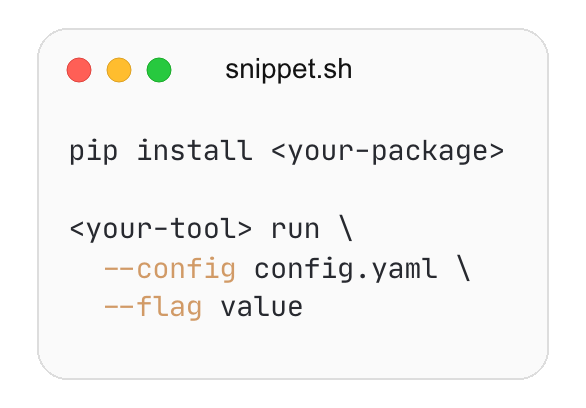 snippet.sh
pip install <your-package>
<your-tool> run \
--config config.yaml \
--flag value